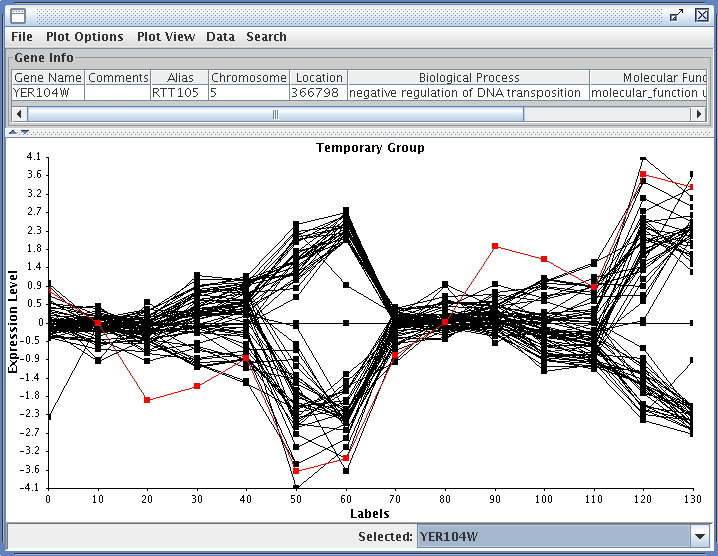 File Plot Options Plot View Data Search
Gene Info
Gene Name Comments Alias Chromosome Location Biological Process Molecular Func
YER104W RTT105 5 366798 negative regulation of DNA transposition molecular_function u
Temporary Group
4.1
3.6
3.2
2.7
2.3
1.8
1.4
0.9
0.5
0
-0.5
-0.9
-1.4
-1.8
-2.3
-2.7
-3.2
-3.6
-4.1
Expression Level
0 10 20 30 40 50 60 70 80 90 100 110 120 130
Labels
Selected: YER104W